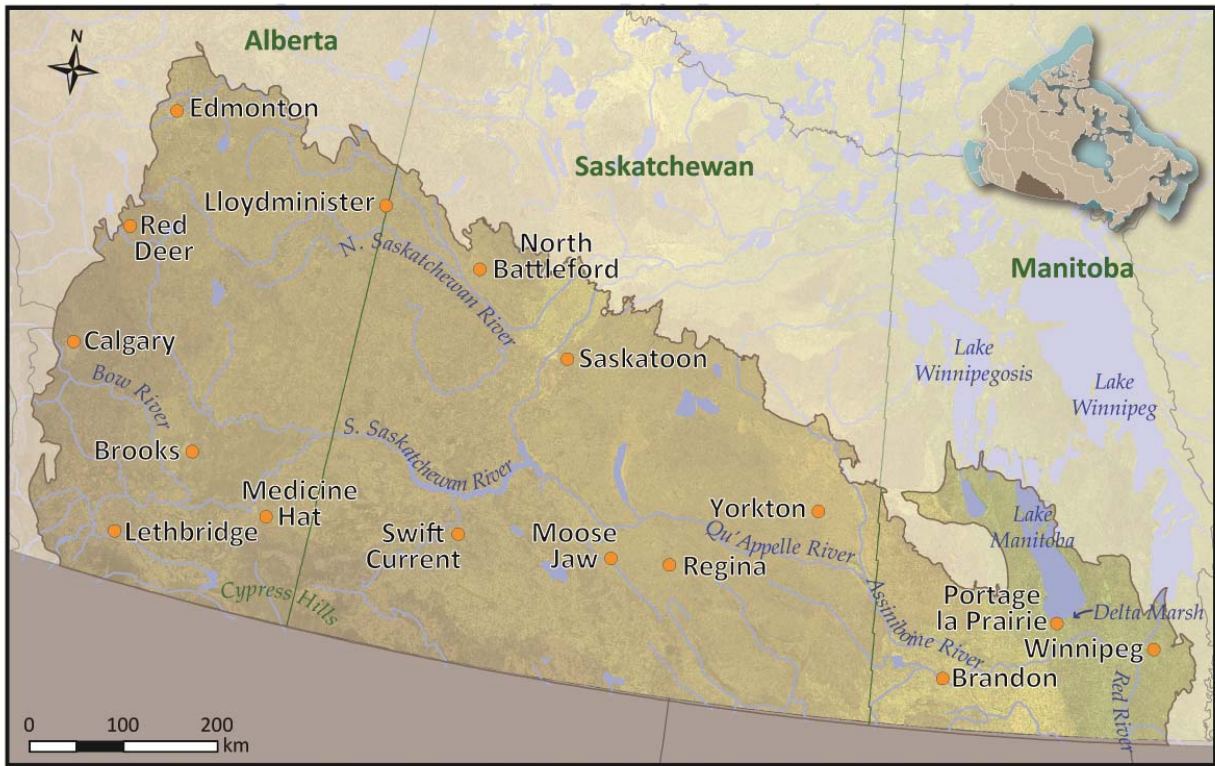 N
Alberta
Edmonton
Saskatchewan
Lloydminister
Red
Deer
North
Battleford
N. Saskatchewan River
Manitoba
Calgary
Saskatoon
Bow River
Lake
Winnipegosis
Lake
Winnipeg
Brooks
S. Saskatchewan River
Medicine
Hat
Lethbridge
Swift
Current
Moose
Jaw
Regina
Yorkton
Qu'Appelle River
Lake
Manitoba
Cypress Hills
Assiniboine River
Portage
la Prairie
Delta Marsh
Winnipeg
Brandon
Red River
0 100 200
km